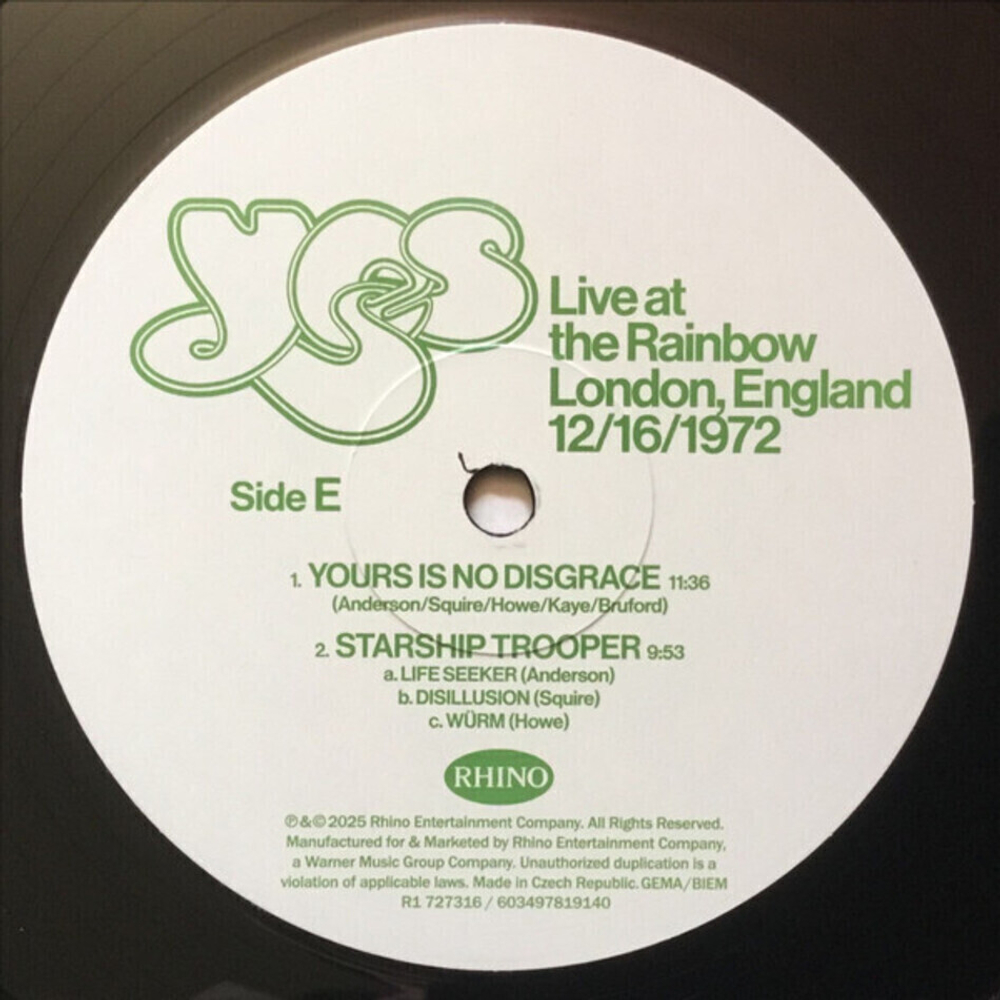 yes
Live at
the Rainbow
London, England
12/16/1972
Side E
1. YOURS IS NO DISGRACE 11:36
(Anderson/Squire/Howe/Kaye/Bruford)
2. STARSHIP TROOPER 9:53
a. LIFE SEEKER (Anderson)
b. DISILLUSION (Squire)
c. WÜRM (Howe)
RHINO
℗ & © 2025 Rhino Entertainment Company. All Rights Reserved.
Manufactured for & Marketed by Rhino Entertainment Company,
a Warner Music Group Company. Unauthorized duplication is a
violation of applicable laws. Made in Czech Republic. GEMA/BIEM
R1 727316 / 603497819140